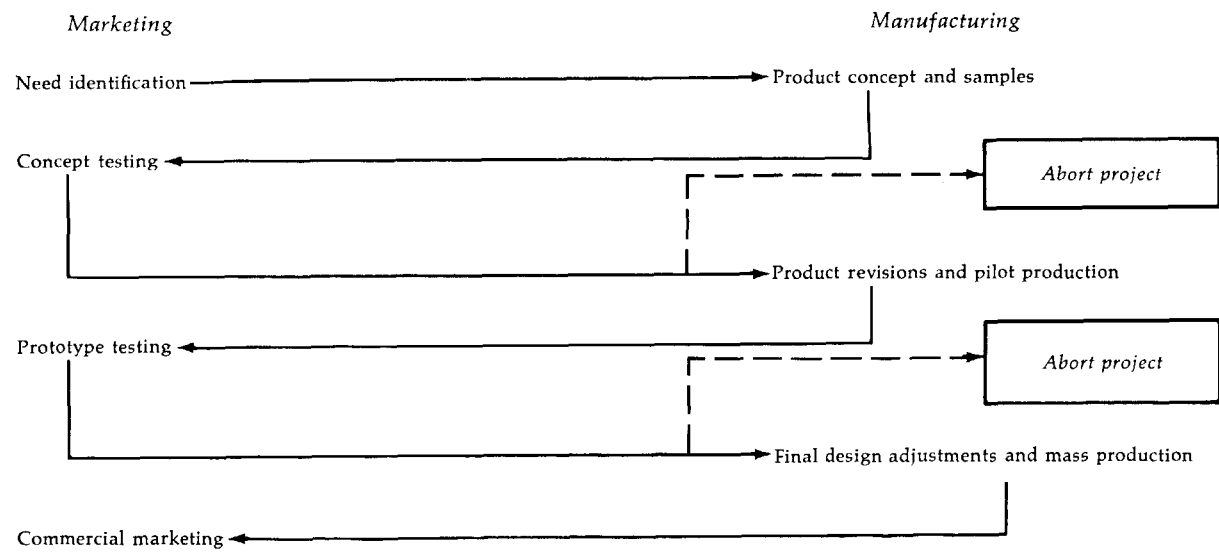 Marketing
Manufacturing
Need identification
Product concept and samples
Concept testing
Abort project
Product revisions and pilot production
Prototype testing
Abort project
Final design adjustments and mass production
Commercial marketing